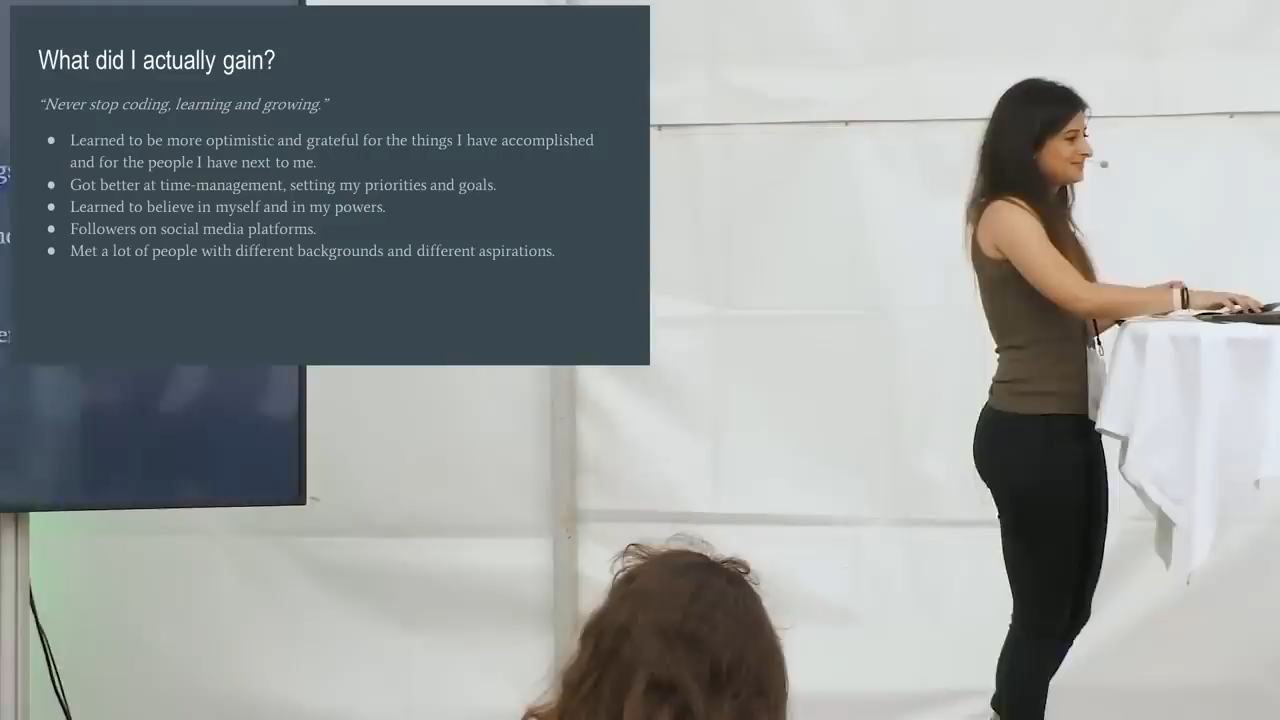 What did I actually gain?
“Never stop coding, learning and growing.”
● Learned to be more optimistic and grateful for the things I have accomplished
and for the people I have next to me.
● Got better at time-management, setting my priorities and goals.
● Learned to believe in myself and in my powers.
● Followers on social media platforms.
● Met a lot of people with different backgrounds and different aspirations.